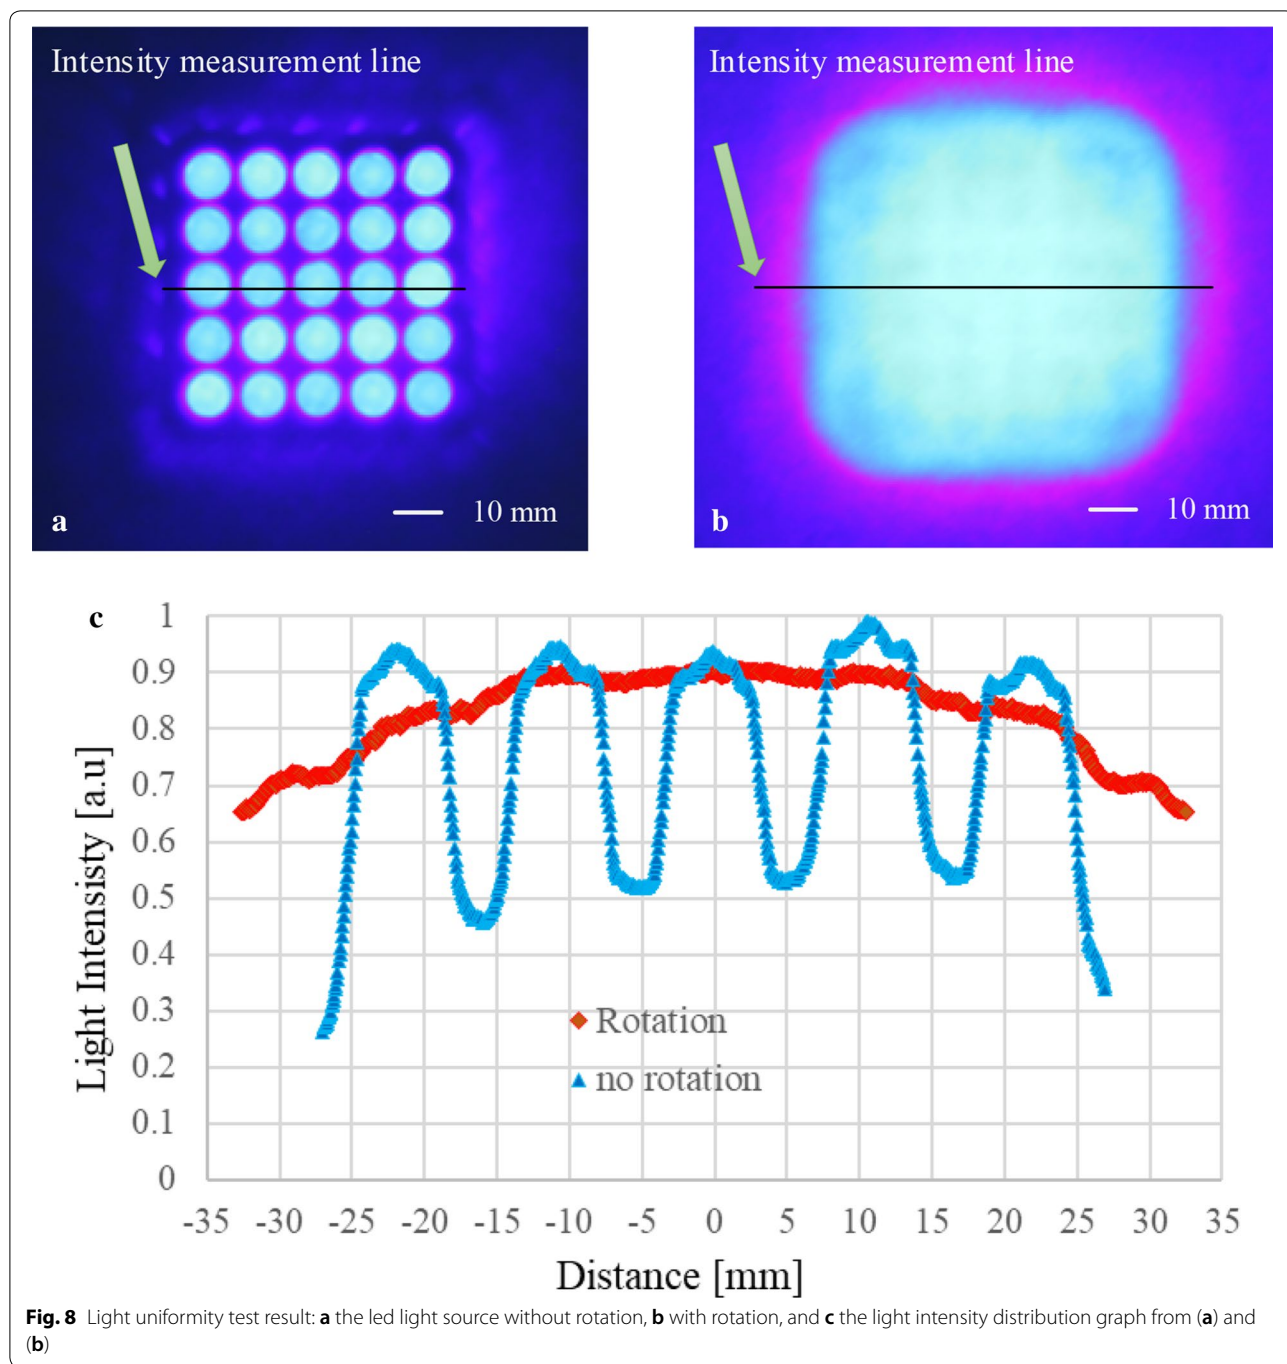 Intensity measurement line
Intensity measurement line
a
10 mm
b
10 mm
c
Light Intensisty [a.u]
1
0.9
0.8
0.7
0.6
0.5
0.4
0.3
0.2
0.1
0
Rotation
no rotation
-35 -30 -25 -20 -15 -10 -5 0 5 10 15 20 25 30 35
Distance [mm]
Fig. 8 Light uniformity test result: a the led light source without rotation, b with rotation, and c the light intensity distribution graph from (a) and
(b)